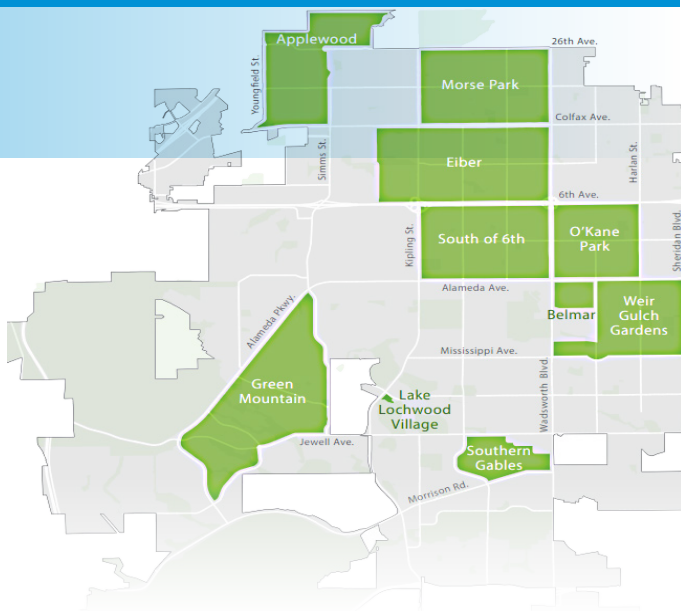 Applewood
26th Ave.
Youngfield St.
Morse Park
Colfax Ave.
Simms St.
Harlan St.
Eiber
6th Ave.
Kipling St.
South of 6th
O'Kane
Park
Sheridan Blvd.
Alameda Ave.
Alameda Pkwy.
Belmar
Weir
Gulch
Gardens
Mississippi Ave.
Wadsworth Blvd.
Green
Mountain
Lake
Lochwood
Village
Jewell Ave.
Southern
Gables
Morrison Rd.